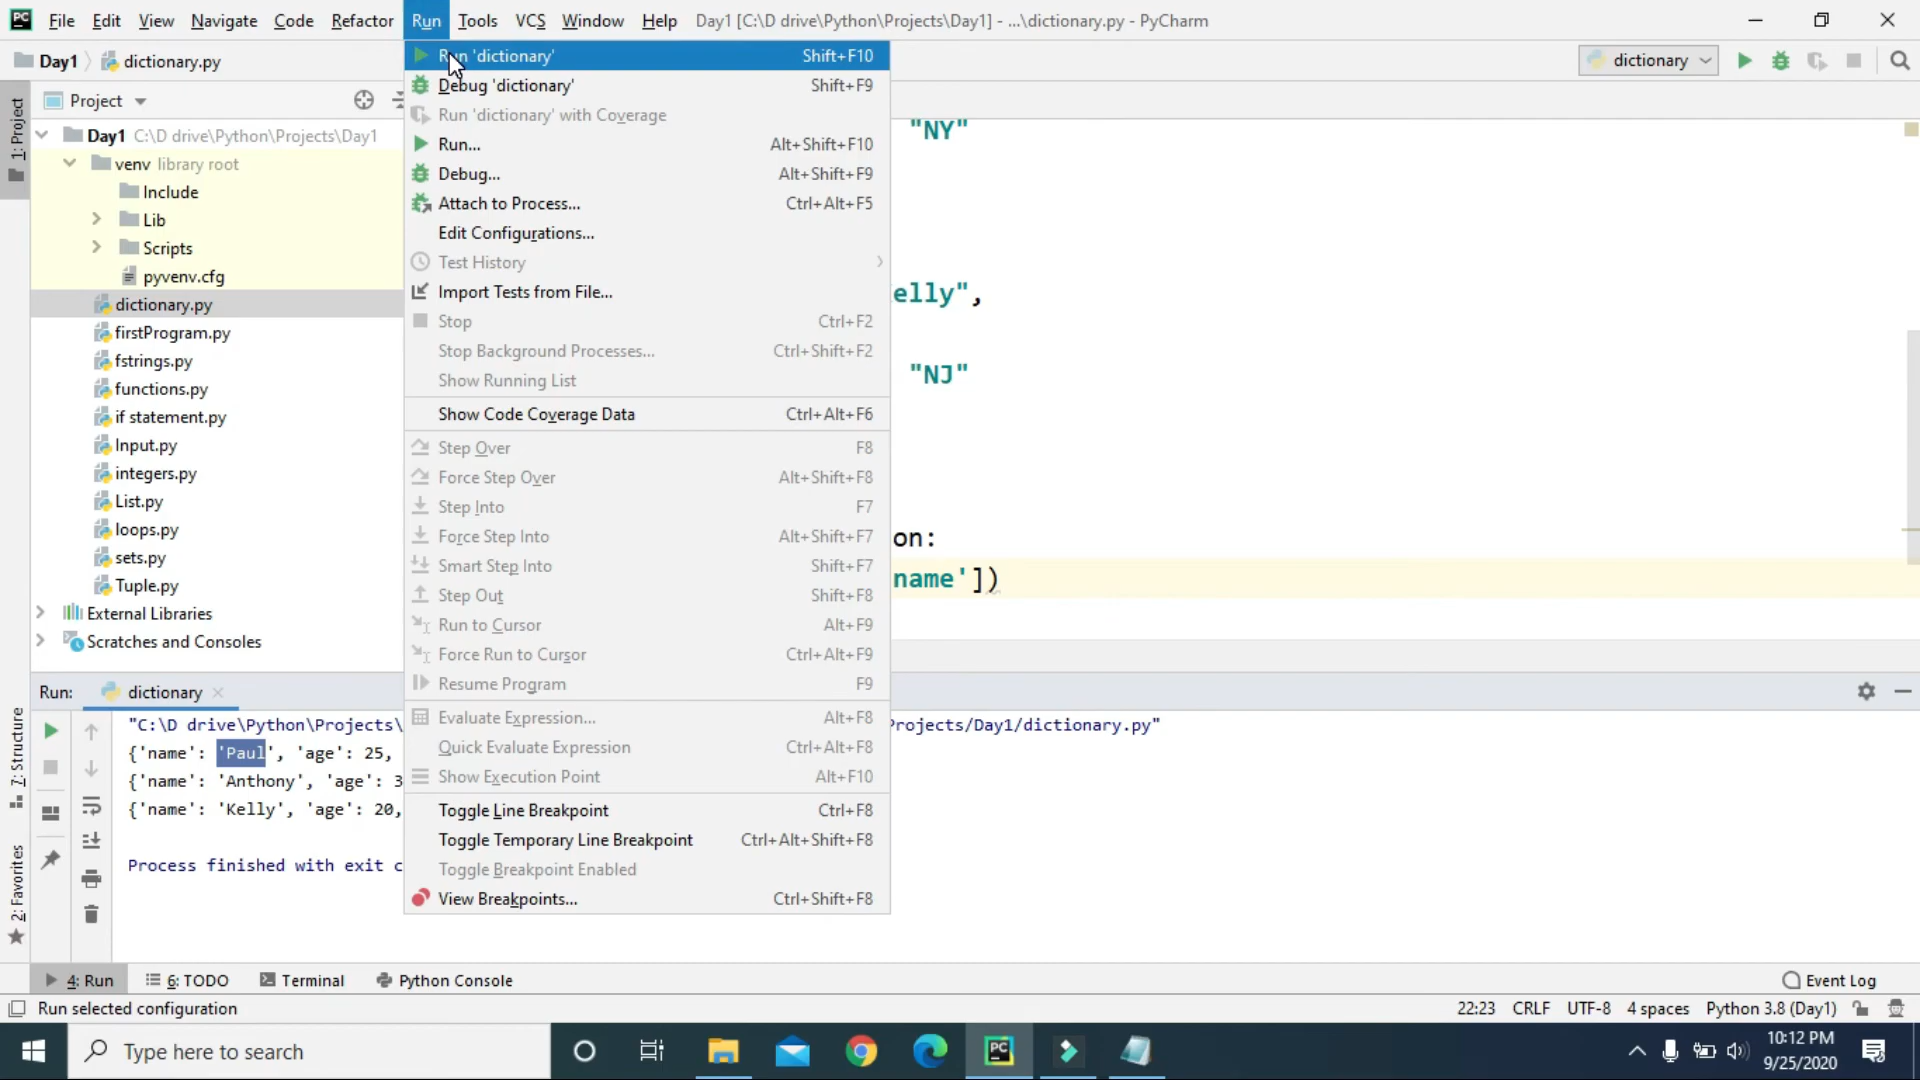 PC File Edit View Navigate Code Refactor Run Tools VCS Window Help Day1 [C:\D drive\Python\Projects\Day1] - ...\dictionary.py - PyCharm
Day1 dictionary.py
dictionary
Project
Day1 C:\D drive\Python\Projects\Day1
venv library root
Include
Lib
Scripts
pyvenv.cfg
dictionary.py
firstProgram.py
fstrings.py
functions.py
if statement.py
Input.py
integers.py
List.py
loops.py
sets.py
Tuple.py
External Libraries
Scratches and Consoles
1: Project
7: Structure
2: Favorites
Run 'dictionary' Shift+F10
Debug 'dictionary' Shift+F9
Run 'dictionary' with Coverage
Run... Alt+Shift+F10
Debug... Alt+Shift+F9
Attach to Process... Ctrl+Alt+F5
Edit Configurations...
Test History
Import Tests from File...
Stop Ctrl+F2
Stop Background Processes... Ctrl+Shift+F2
Show Running List
Show Code Coverage Data Ctrl+Alt+F6
Step Over F8
Force Step Over Alt+Shift+F8
Step Into F7
Force Step Into Alt+Shift+F7
Smart Step Into Shift+F7
Step Out Shift+F8
Run to Cursor Alt+F9
Force Run to Cursor Ctrl+Alt+F9
Resume Program F9
Evaluate Expression... Alt+F8
Quick Evaluate Expression Ctrl+Alt+F8
Show Execution Point Alt+F10
Toggle Line Breakpoint Ctrl+F8
Toggle Temporary Line Breakpoint Ctrl+Alt+Shift+F8
Toggle Breakpoint Enabled
View Breakpoints... Ctrl+Shift+F8
"NY"
elly",
"NJ"
on:
name'])
Run: dictionary
"C:\D drive\Python\Projects\ Projects/Day1/dictionary.py"
{'name': 'Paul', 'age': 25,
{'name': 'Anthony', 'age': 3
{'name': 'Kelly', 'age': 20,
Process finished with exit c
4: Run 6: TODO Terminal Python Console Event Log
Run selected configuration 22:23 CRLF UTF-8 4 spaces Python 3.8 (Day1)
Type here to search PC 10:12 PM
9/25/2020